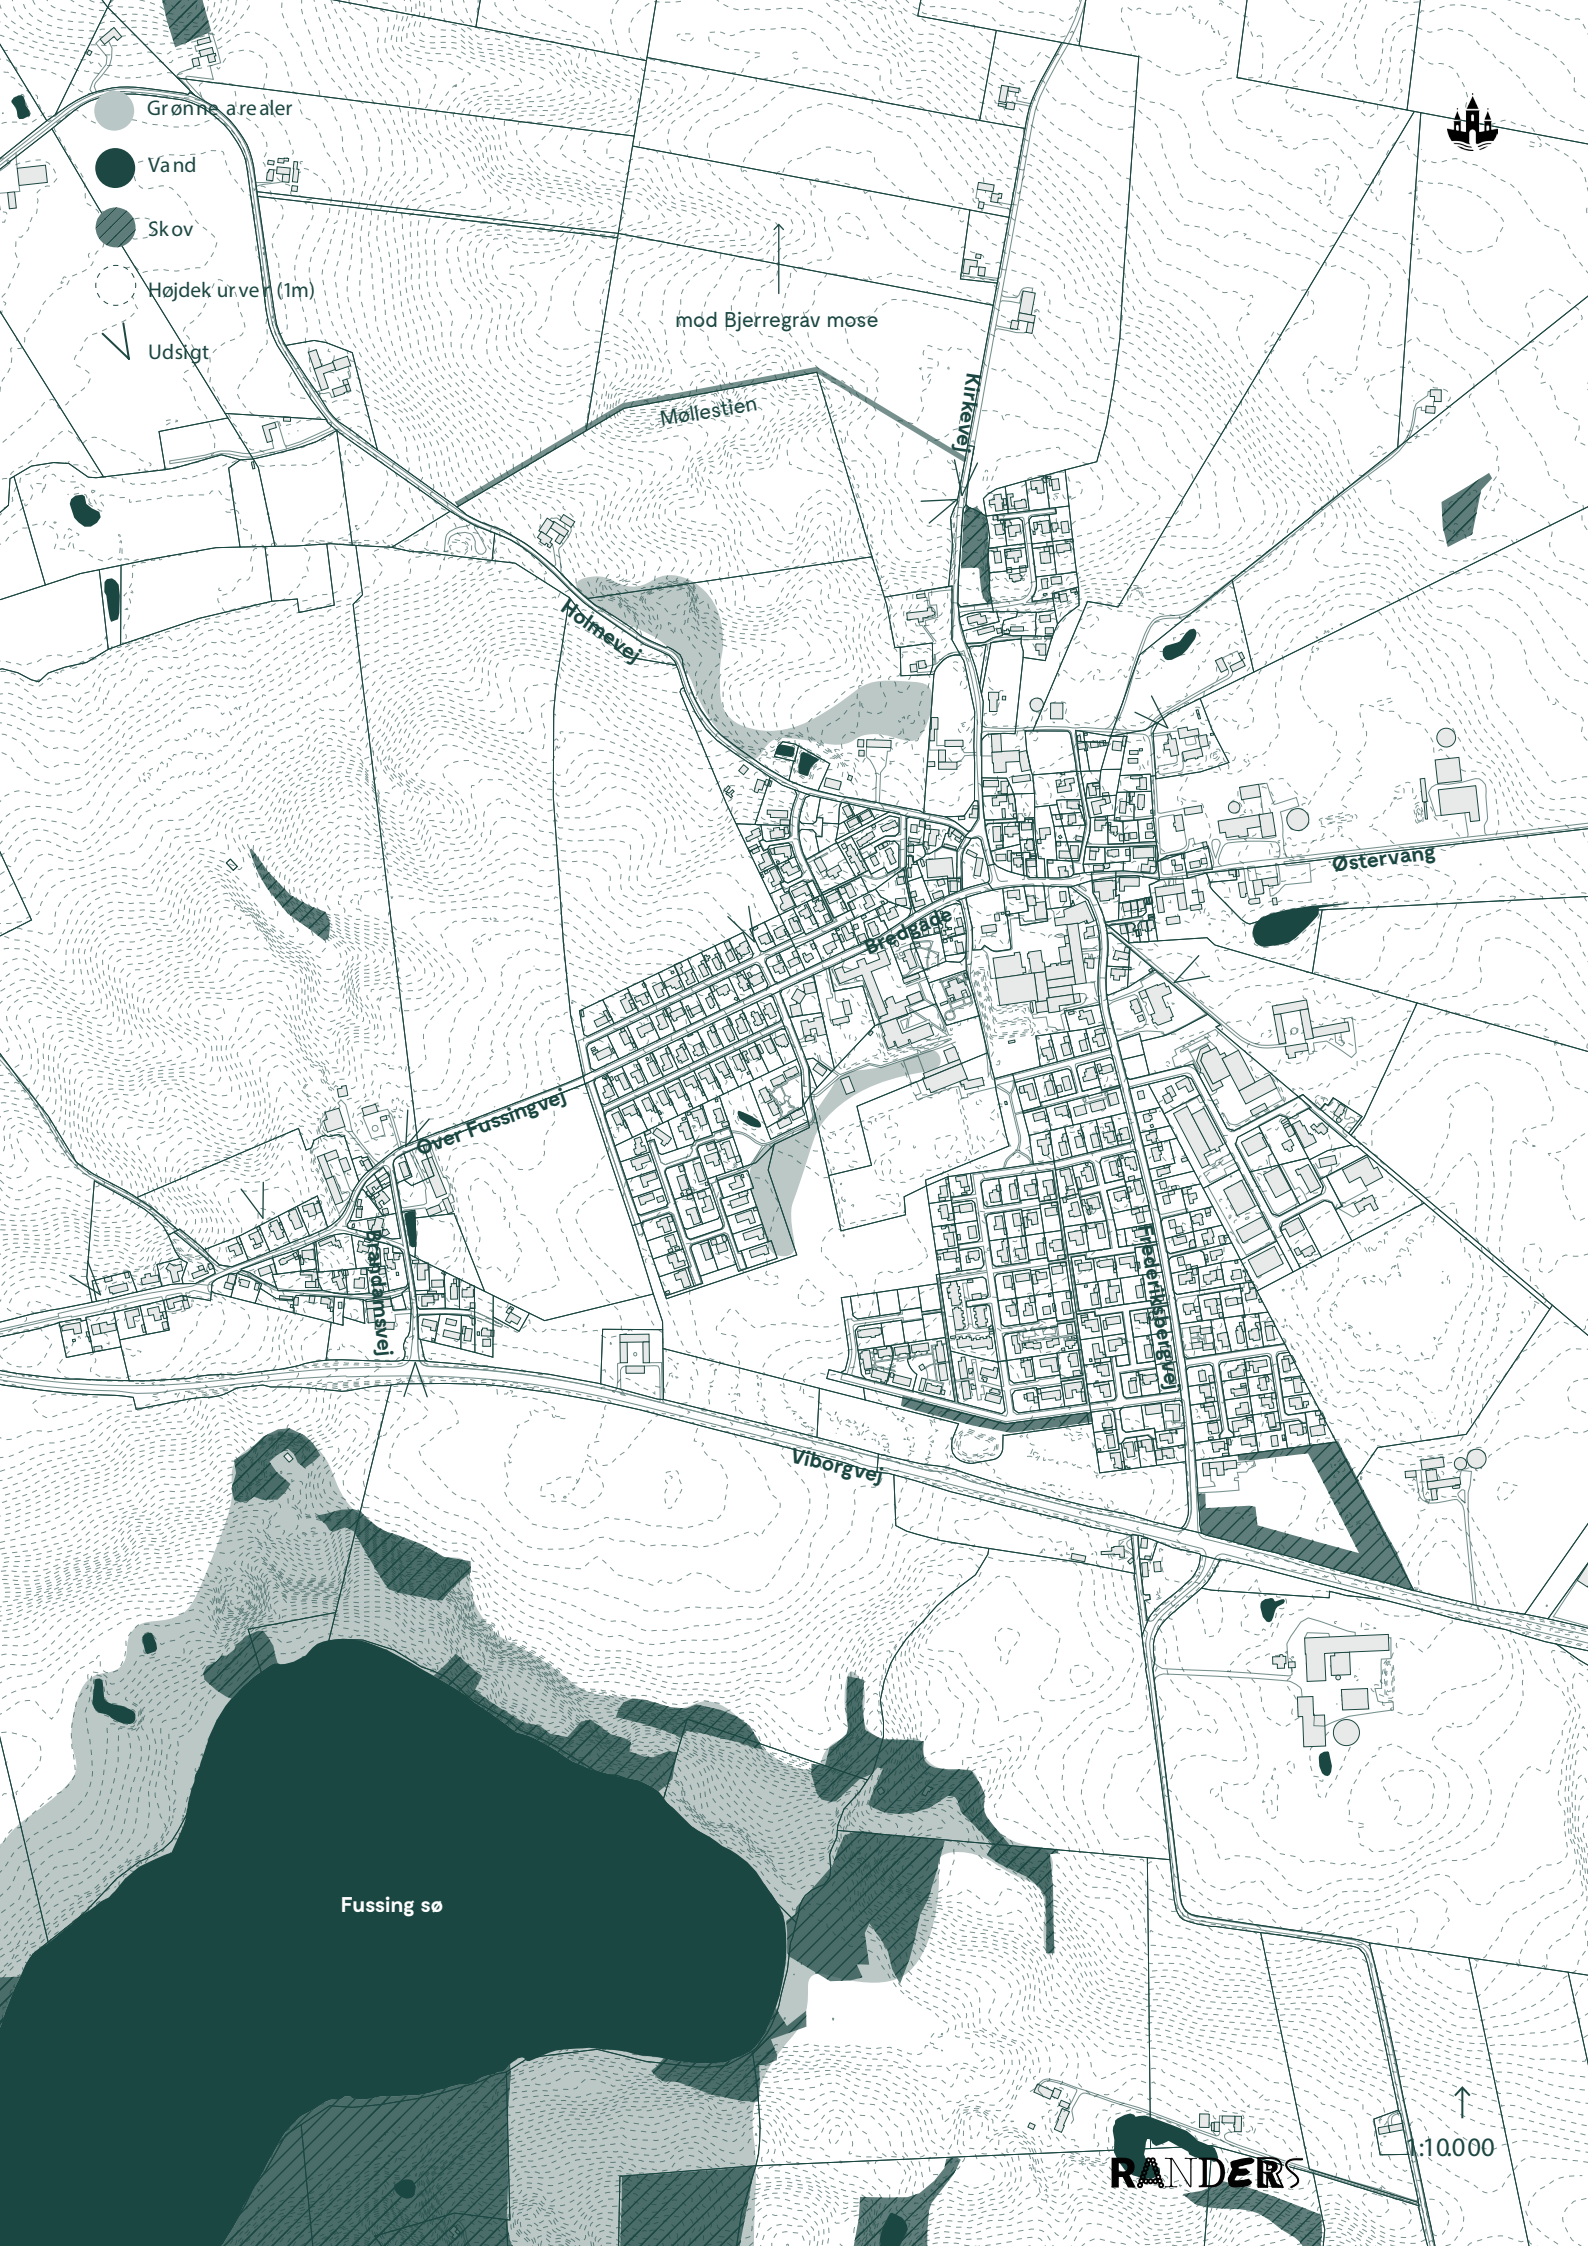 Grønne arealer
Vand
Skov
Højdekurver (1m)
Udsigt
mod Bjerregrav mose
Møllestien
Kirkevej
Holmevej
Østervang
Bredgade
Over Fussingvej
Brandamsvej
Frederiksbergvej
Viborgvej
Fussing sø
1:10.000
RANDERS